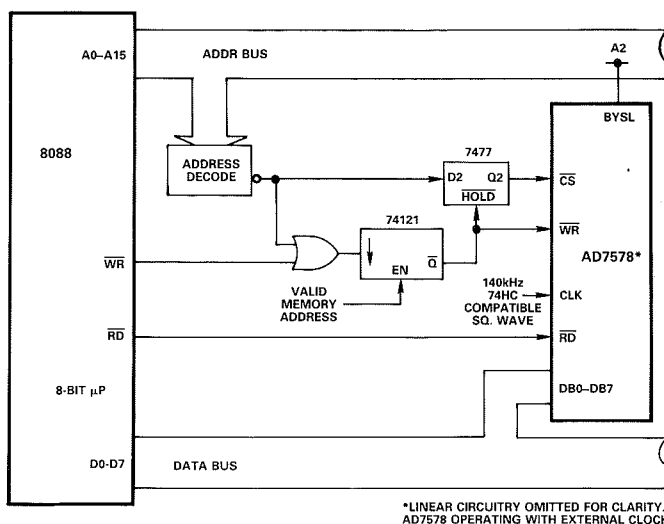 A0–A15
ADDR BUS
A2
BYSL
8088
ADDRESS
DECODE
7477
D2
Q2
HOLD
CS
74121
WR
EN
Q
WR
AD7578*
VALID
MEMORY
ADDRESS
140kHz
74HC
COMPATIBLE
SQ. WAVE
CLK
RD
RD
8-BIT µP
DB0–DB7
D0-D7
DATA BUS
*LINEAR CIRCUITRY OMITTED FOR CLARITY.
AD7578 OPERATING WITH EXTERNAL CLOCK